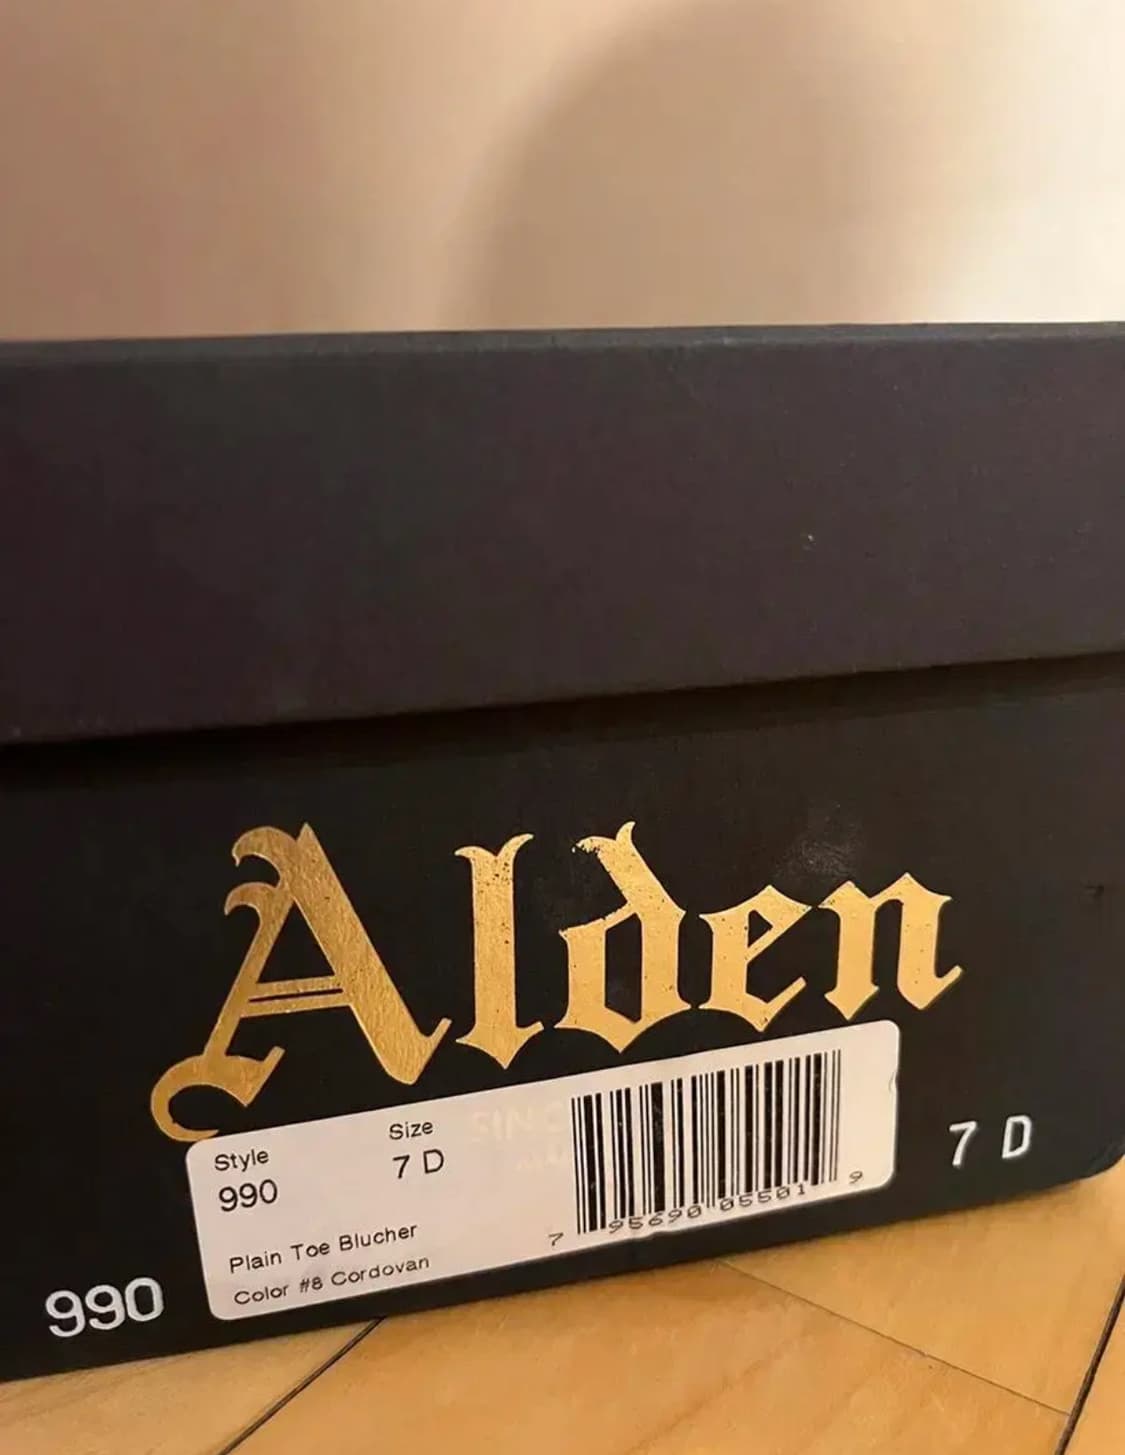 Alden
Style
990
Size
7 D
Plain Toe Blucher
Color #8 Cordovan
7 95690 05501 9
990
7 D